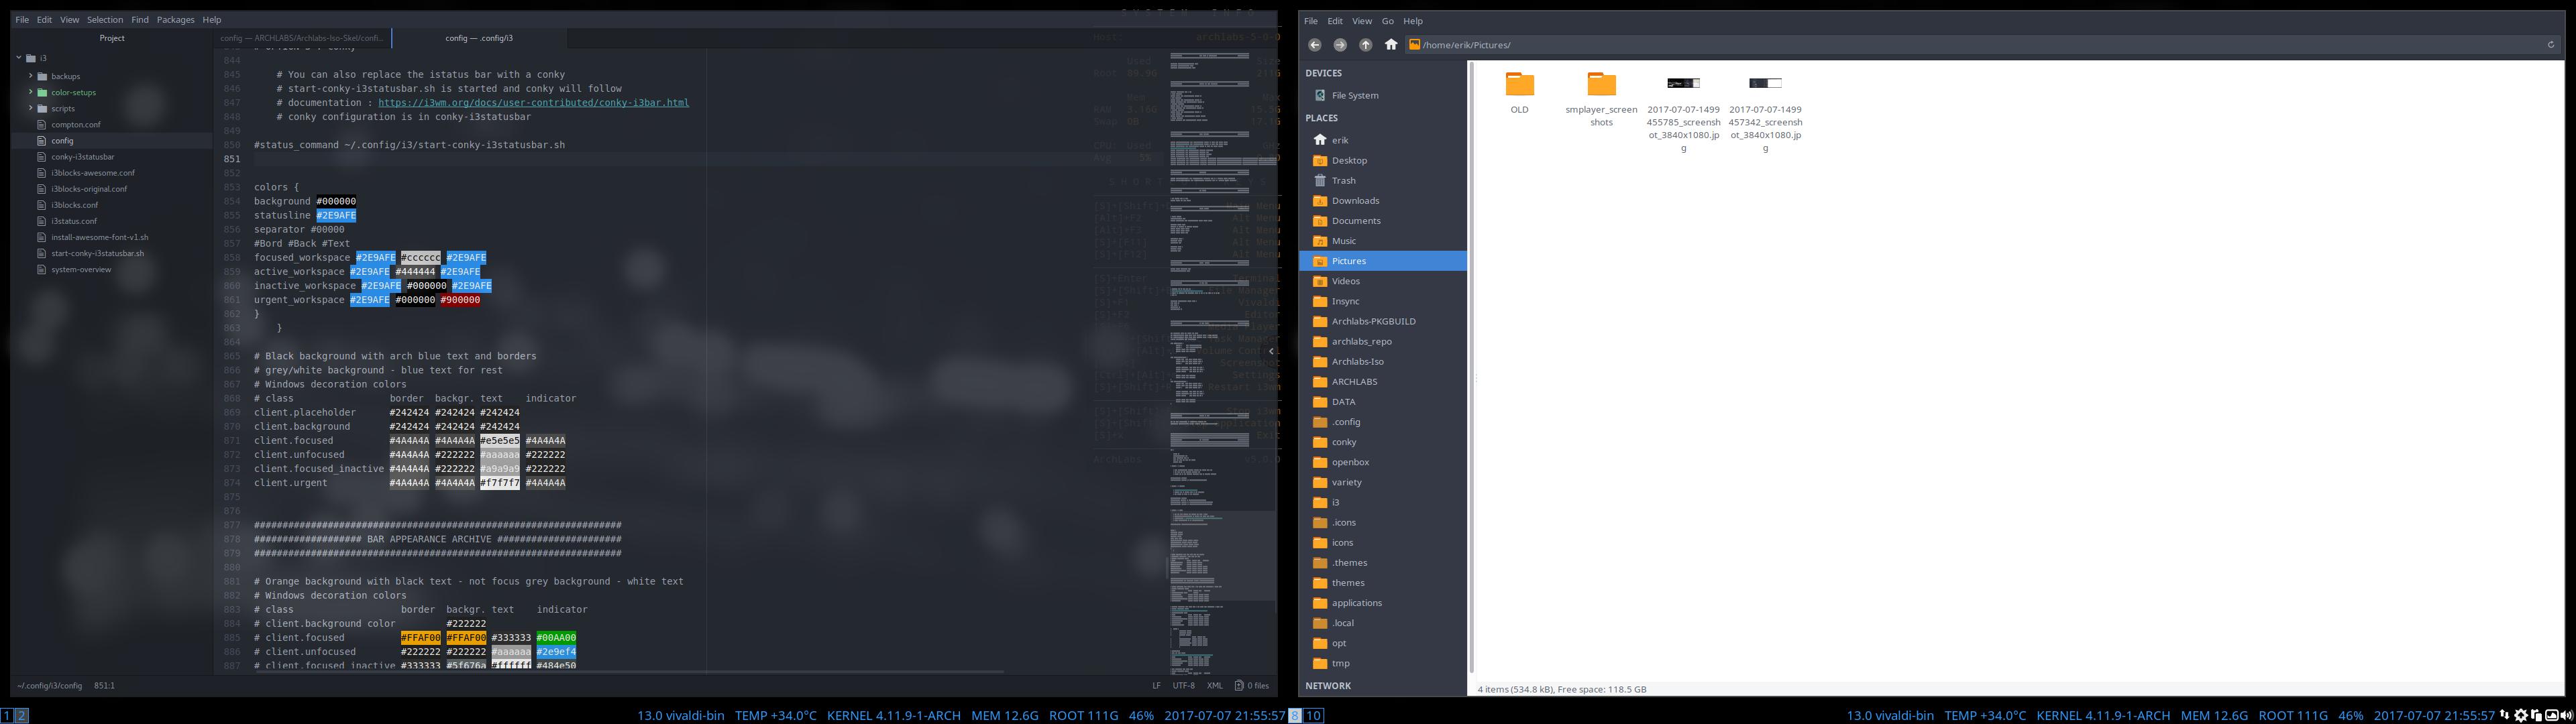 File Edit View Selection Find Packages Help
Project
config — ARCHLABS/Archlabs-Iso-Skel/confi...
config — .config/i3
i3
backups
color-setups
scripts
compton.conf
config
conky-i3statusbar
i3blocks-awesome.conf
i3blocks-original.conf
i3blocks.conf
i3status.conf
install-awesome-font-v1.sh
start-conky-i3statusbar.sh
system-overview
844
845 # You can also replace the istatus bar with a conky
846 # start-conky-i3statusbar.sh is started and conky will follow
847 # documentation : https://i3wm.org/docs/user-contributed/conky-i3bar.html
848 # conky configuration is in conky-i3statusbar
849
850 #status_command ~/.config/i3/start-conky-i3statusbar.sh
851
852
853 colors {
854 background #000000
855 statusline #2E9AFE
856 separator #00000
857 #Bord #Back #Text
858 focused_workspace #2E9AFE #cccccc #2E9AFE
859 active_workspace #2E9AFE #444444 #2E9AFE
860 inactive_workspace #2E9AFE #000000 #2E9AFE
861 urgent_workspace #2E9AFE #000000 #900000
862 }
863 }
864
865 # Black background with arch blue text and borders
866 # grey/white background - blue text for rest
867 # Windows decoration colors
868 # class border backgr. text indicator
869 client.placeholder #242424 #242424 #242424
870 client.background #242424 #242424 #242424
871 client.focused #4A4A4A #4A4A4A #e5e5e5 #4A4A4A
872 client.unfocused #4A4A4A #222222 #aaaaaa #222222
873 client.focused_inactive #4A4A4A #222222 #a9a9a9 #222222
874 client.urgent #4A4A4A #4A4A4A #f7f7f7 #4A4A4A
875
876
877 #################################################################
878 ################### BAR APPEARANCE ARCHIVE ######################
879 #################################################################
880
881 # Orange background with black text - not focus grey background - white text
882 # Windows decoration colors
883 # class border backgr. text indicator
884 # client.background color #222222
885 # client.focused #FFAF00 #FFAF00 #333333 #00AA00
886 # client.unfocused #222222 #222222 #aaaaaa #2e9ef4
887 # client.focused_inactive #333333 #5f676a #ffffff #484e50
~/.config/i3/config 851:1
LF UTF-8 XML 0 files
File Edit View Go Help
/home/erik/Pictures/
DEVICES
File System
PLACES
erik
Desktop
Trash
Downloads
Documents
Music
Pictures
Videos
Insync
Archlabs-PKGBUILD
archlabs_repo
Archlabs-Iso
ARCHLABS
DATA
.config
conky
openbox
variety
i3
.icons
icons
.themes
themes
applications
.local
opt
tmp
NETWORK
OLD
smplayer_screen
shots
2017-07-07-1499
455785_screensh
ot_3840x1080.jp
g
2017-07-07-1499
457342_screensh
ot_3840x1080.jp
g
4 items (534.8 kB), Free space: 118.5 GB
1 2
13.0 vivaldi-bin TEMP +34.0°C KERNEL 4.11.9-1-ARCH MEM 12.6G ROOT 111G 46% 2017-07-07 21:55:57
8 10
13.0 vivaldi-bin TEMP +34.0°C KERNEL 4.11.9-1-ARCH MEM 12.6G ROOT 111G 46% 2017-07-07 21:55:57